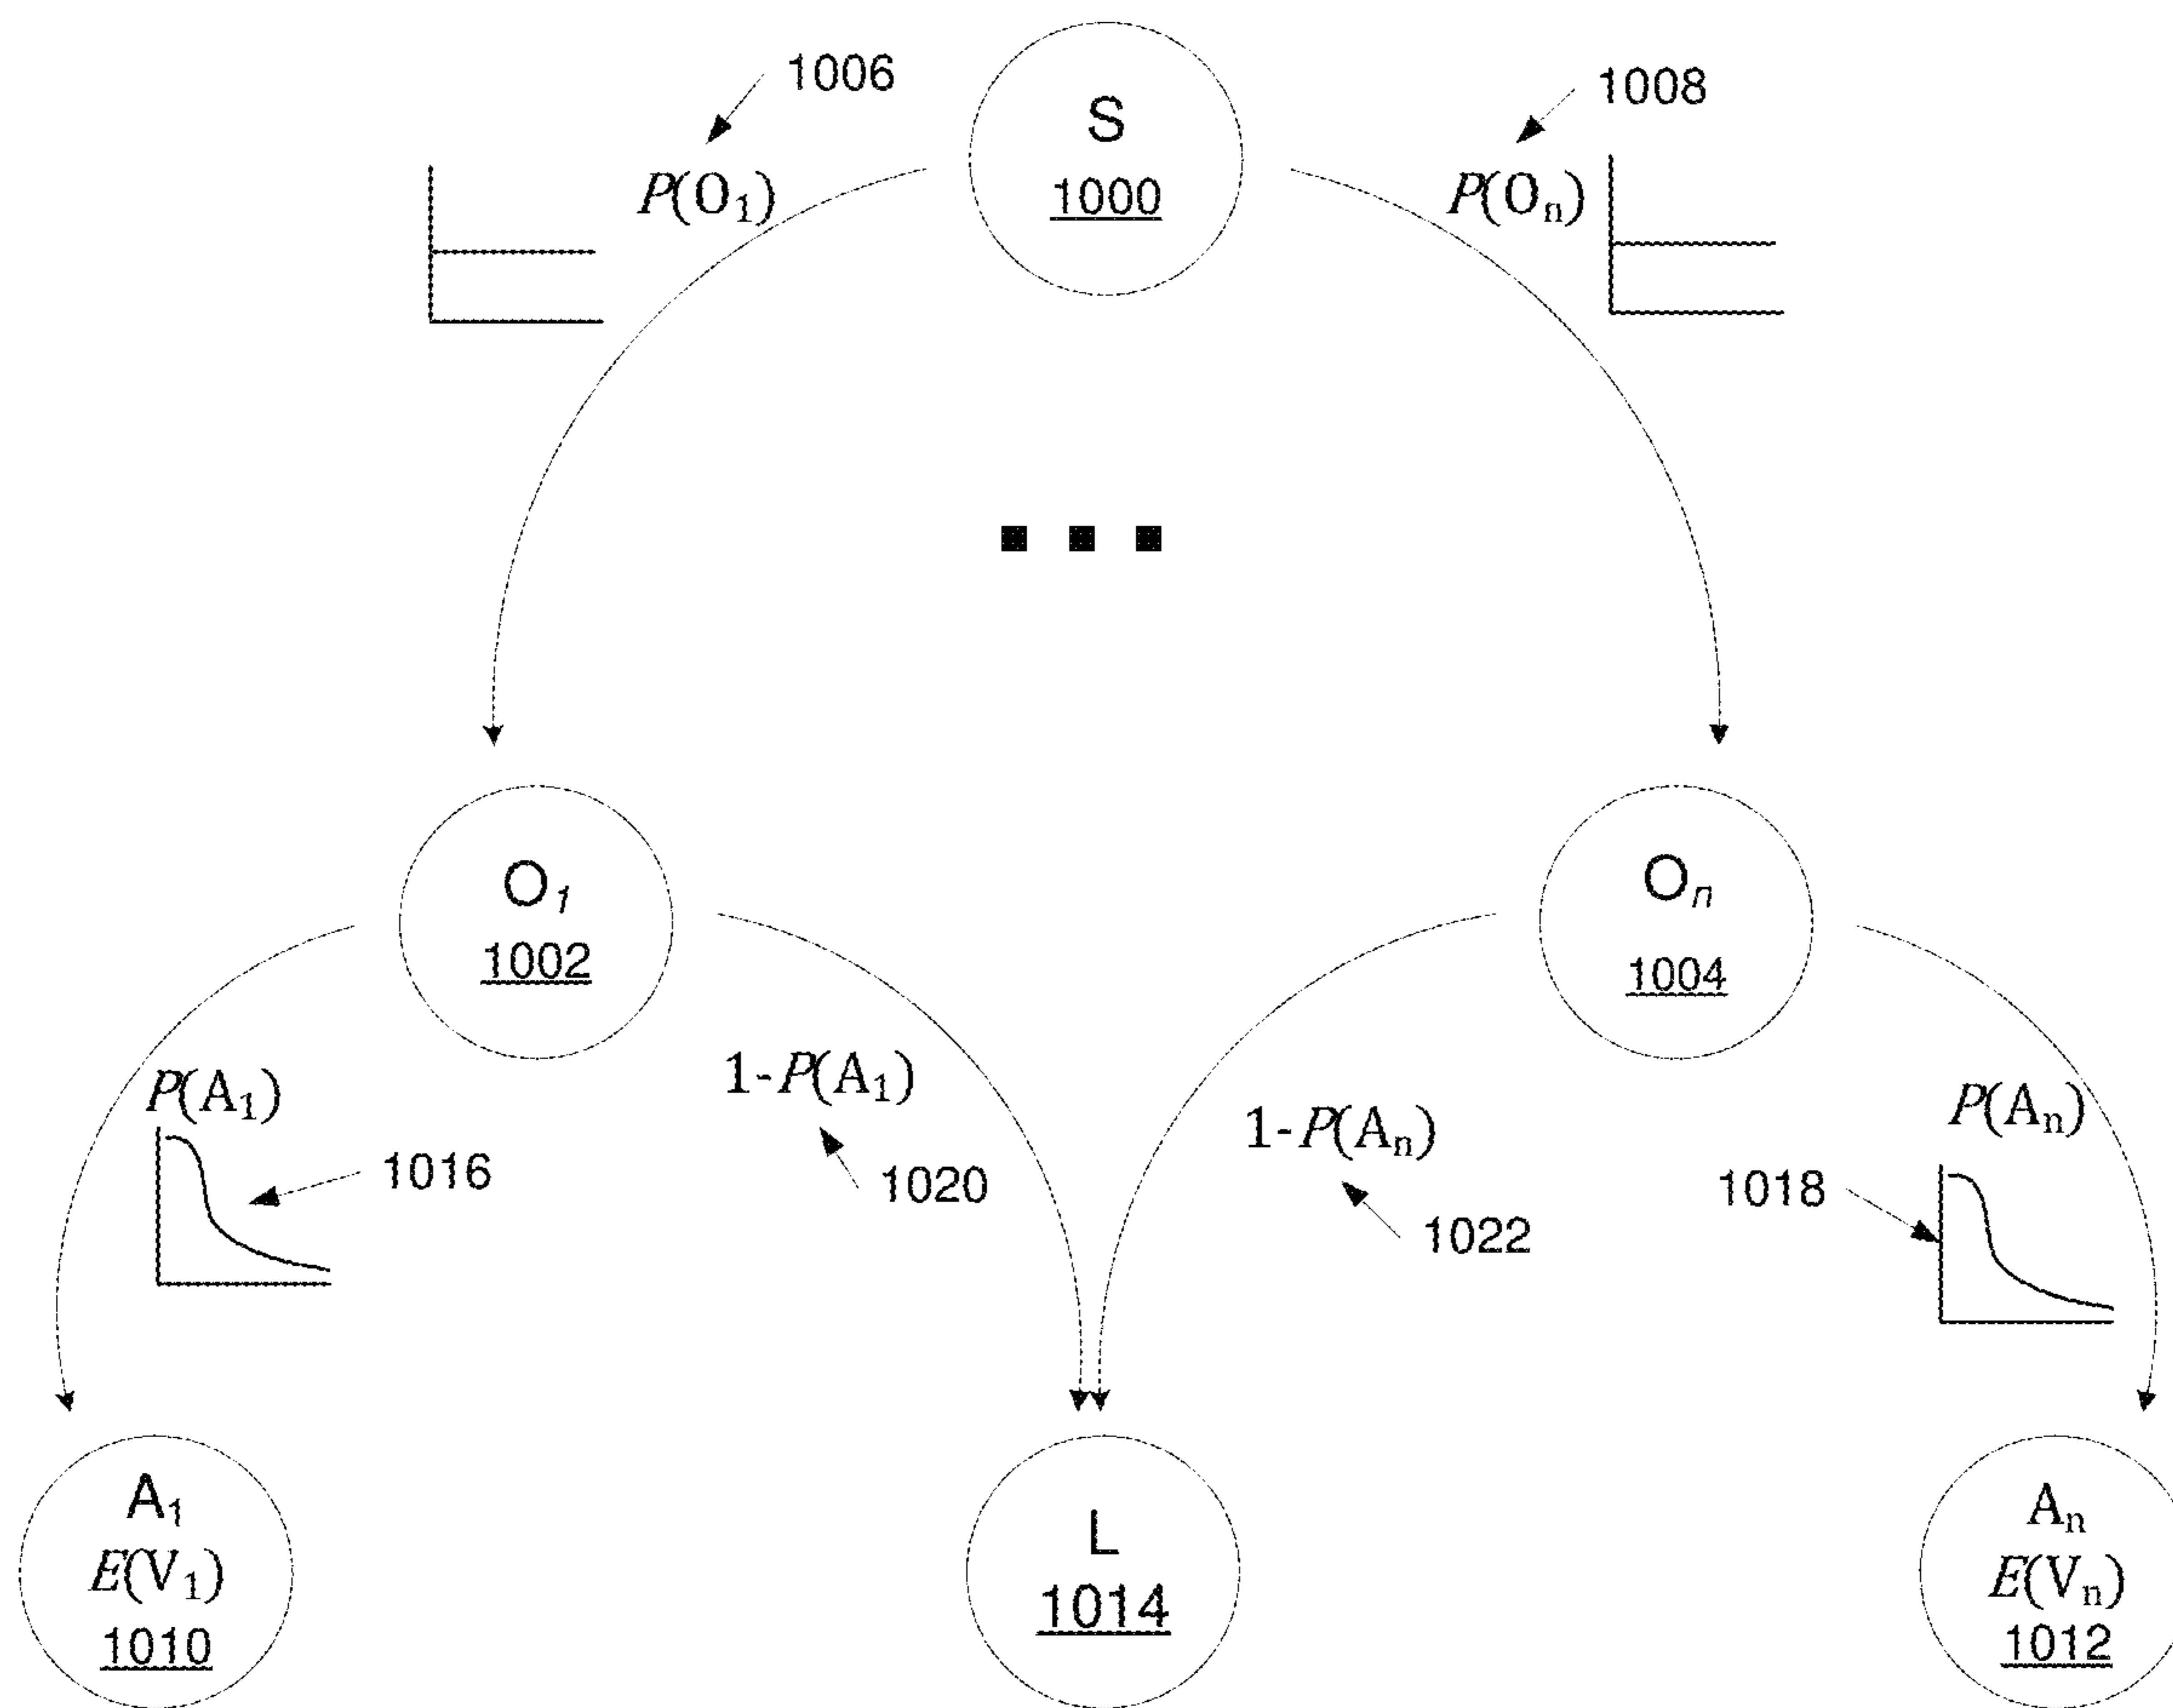 1006
1008
S
1000
P(O₁)
P(Oₙ)
O₁
1002
Oₙ
1004
P(A₁)
1-P(A₁)
1-P(Aₙ)
P(Aₙ)
1016
1020
1022
1018
A₁
E(V₁)
1010
L
1014
Aₙ
E(Vₙ)
1012